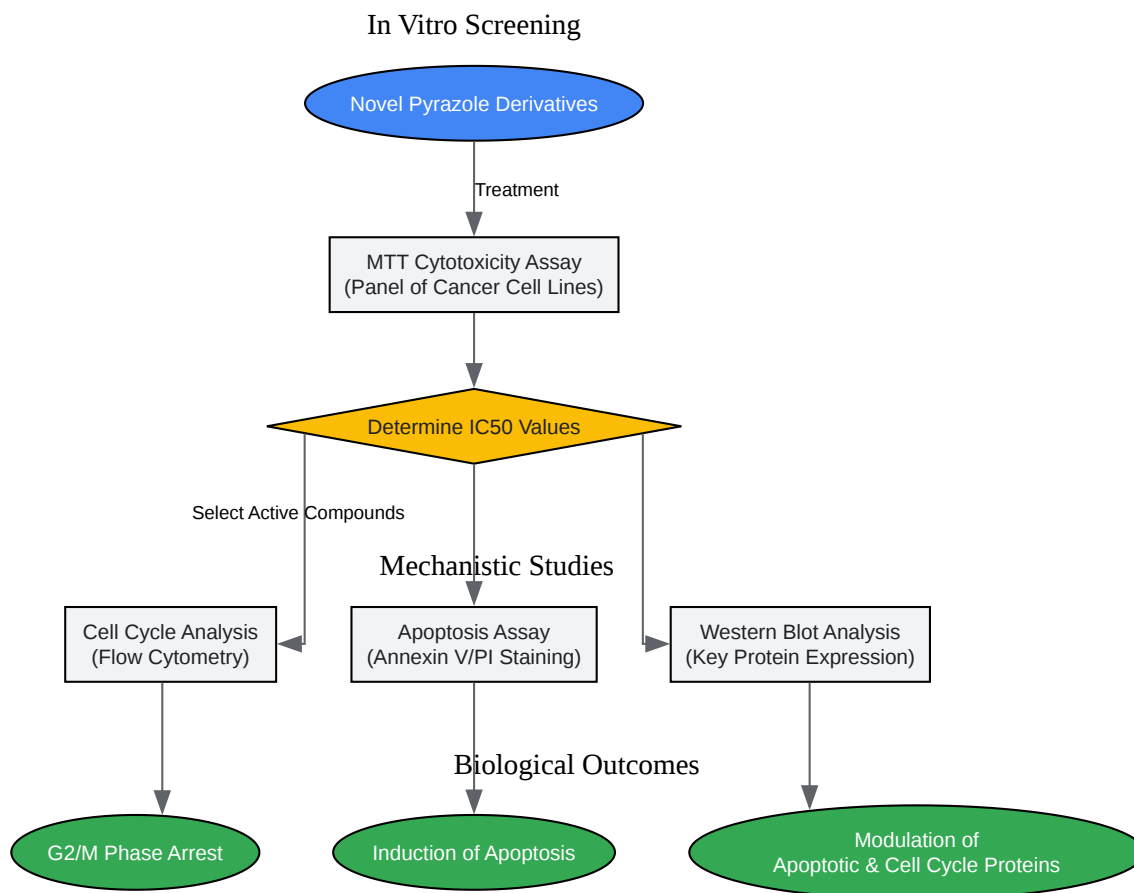 In Vitro Screening
Novel Pyrazole Derivatives
Treatment
MTT Cytotoxicity Assay
(Panel of Cancer Cell Lines)
Determine IC50 Values
Select Active Compounds
Mechanistic Studies
Cell Cycle Analysis
(Flow Cytometry)
Apoptosis Assay
(Annexin V/PI Staining)
Western Blot Analysis
(Key Protein Expression)
Biological Outcomes
G2/M Phase Arrest
Induction of Apoptosis
Modulation of
Apoptotic & Cell Cycle Proteins